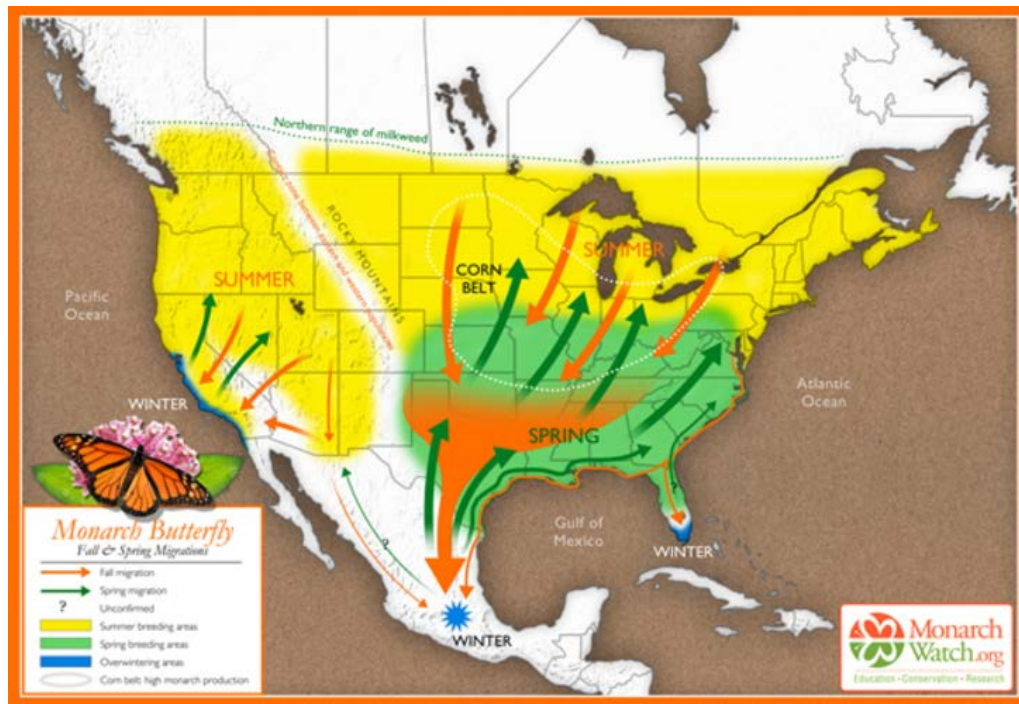 Northern range of milkweed
ROCKY MOUNTAINS
SUMMER
SUMMER
CORN
BELT
Pacific
Ocean
WINTER
Atlantic
Ocean
SPRING
?
Gulf of
Mexico
WINTER
?
WINTER
Monarch Butterfly
Fall & Spring Migrations
Fall migration
Spring migration
? Unconfirmed
Summer breeding areas
Spring breeding areas
Overwintering areas
Corn belt: high monarch production
Monarch
Watch.org
Education • Conservation • Research